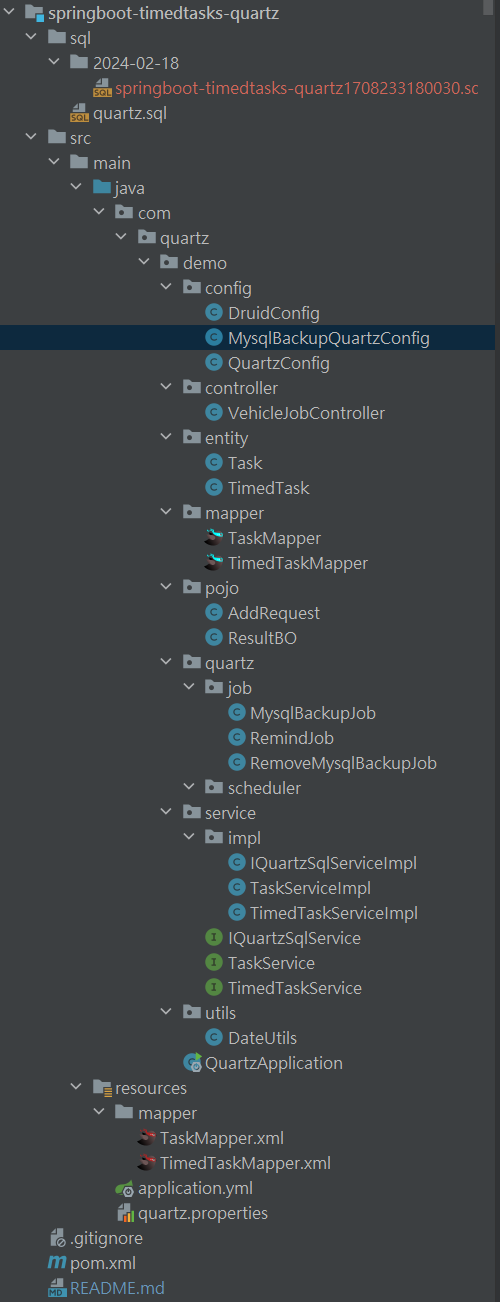 springboot-timedtasks-quartz
sql
2024-02-18
springboot-timedtasks-quartz1708233180030.sc
quartz.sql
src
main
java
com
quartz
demo
config
DruidConfig
MysqlBackupQuartzConfig
QuartzConfig
controller
VehicleJobController
entity
Task
TimedTask
mapper
TaskMapper
TimedTaskMapper
pojo
AddRequest
ResultBO
quartz
job
MysqlBackupJob
RemindJob
RemoveMysqlBackupJob
scheduler
service
impl
IQuartzSqlServiceImpl
TaskServiceImpl
TimedTaskServiceImpl
IQuartzSqlService
TaskService
TimedTaskService
utils
DateUtils
QuartzApplication
resources
mapper
TaskMapper.xml
TimedTaskMapper.xml
application.yml
quartz.properties
.gitignore
pom.xml
README.md